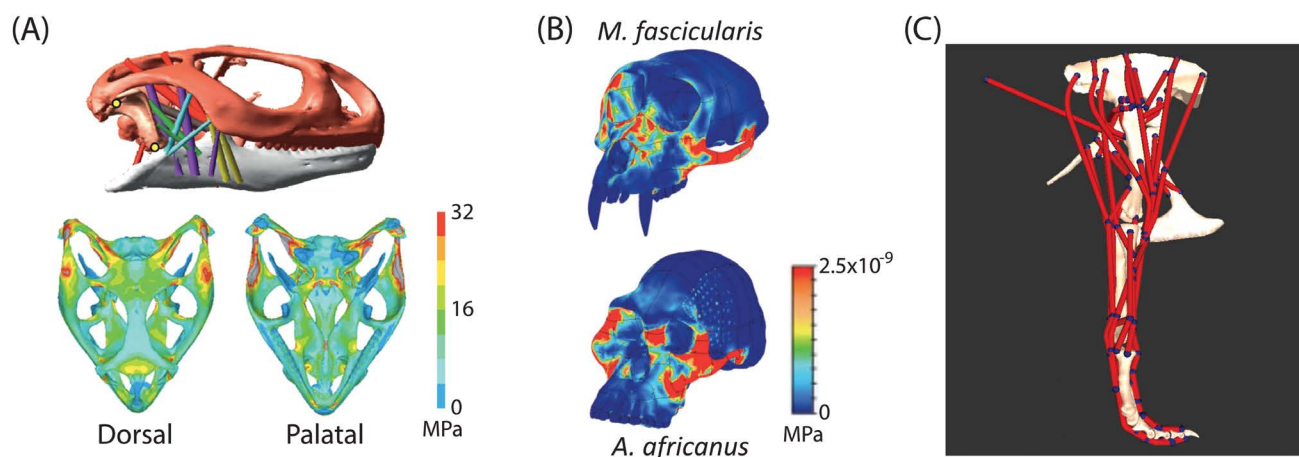 (A)
32
16
0
MPa
Dorsal
Palatal
(B)
M. fascicularis
2.5x10⁻⁹
0
MPa
A. africanus
(C)